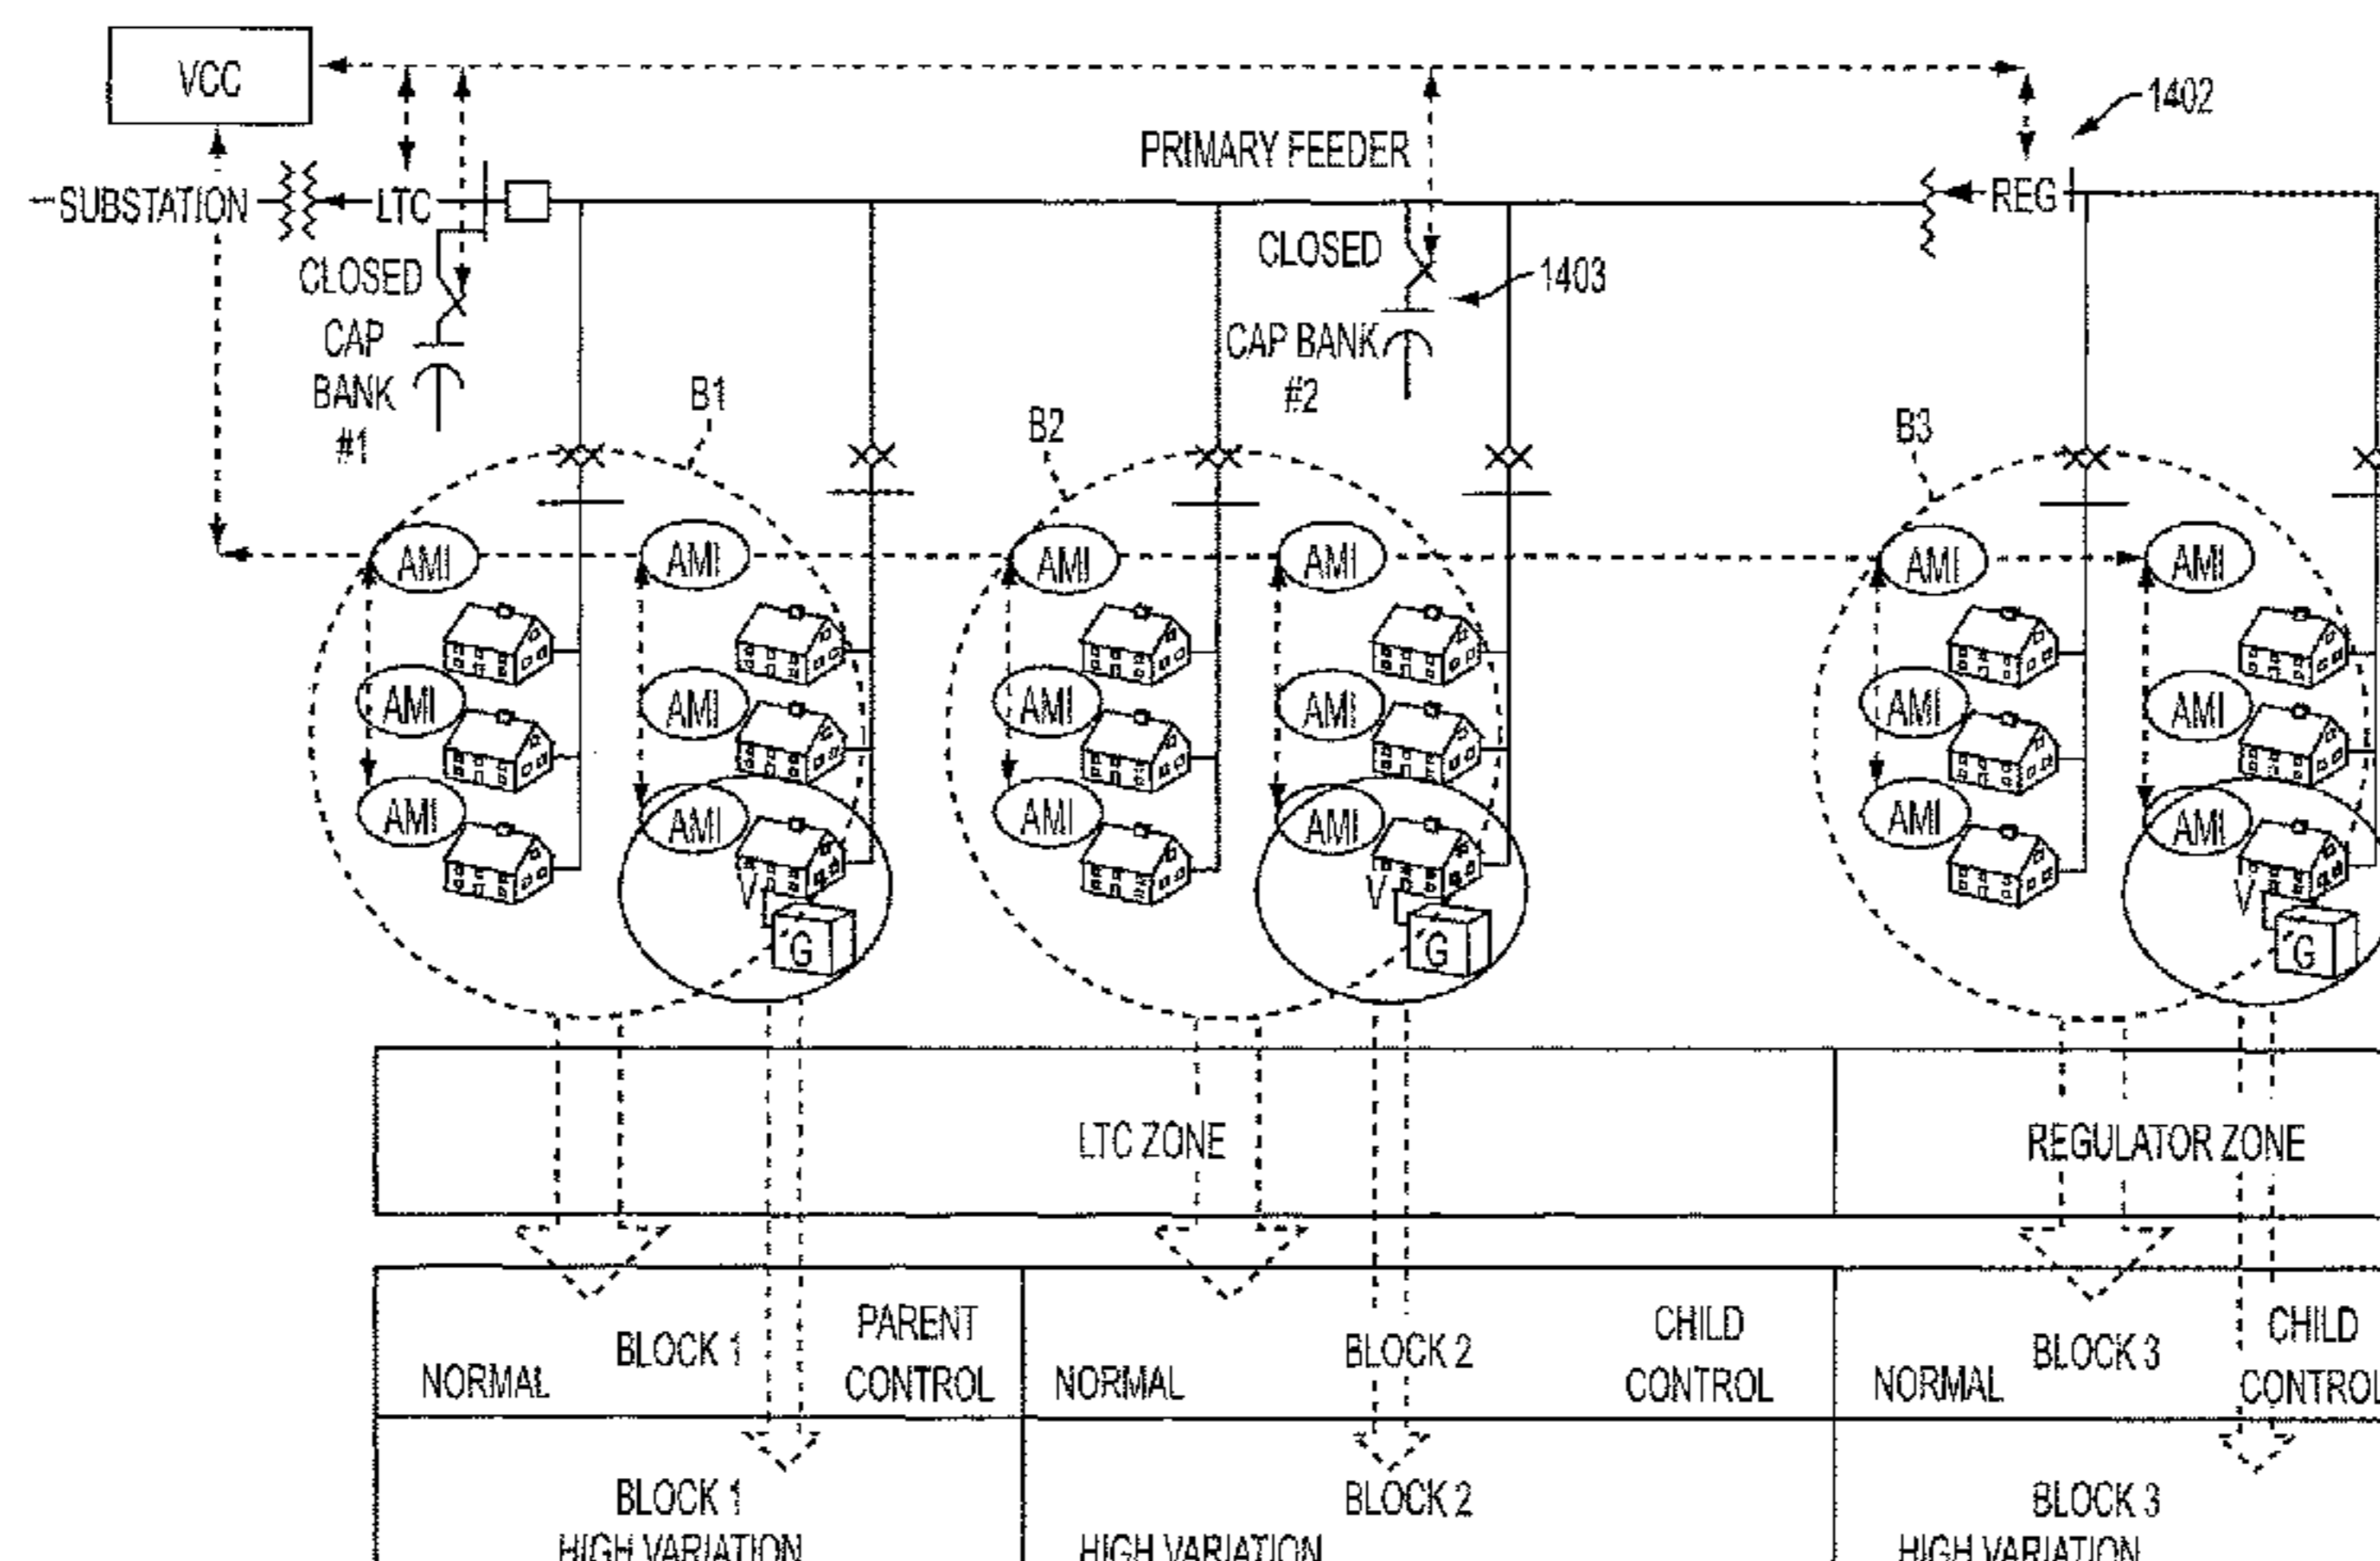 VCC
1402
PRIMARY FEEDER
SUBSTATION
LTC
REG
CLOSED
CAP
BANK
#1
CLOSED
1403
CAP BANK
#2
B1
B2
B3
AMI AMI AMI AMI AMI AMI
AMI AMI AMI AMI AMI AMI
AMI AMI AMI AMI AMI AMI
V V V
G G G
LTC ZONE REGULATOR ZONE
BLOCK 1 PARENT BLOCK 2 CHILD BLOCK 3 CHILD
NORMAL CONTROL NORMAL CONTROL NORMAL CONTROL
BLOCK 1 BLOCK 2 BLOCK 3
HIGH VARIATION HIGH VARIATION HIGH VARIATION